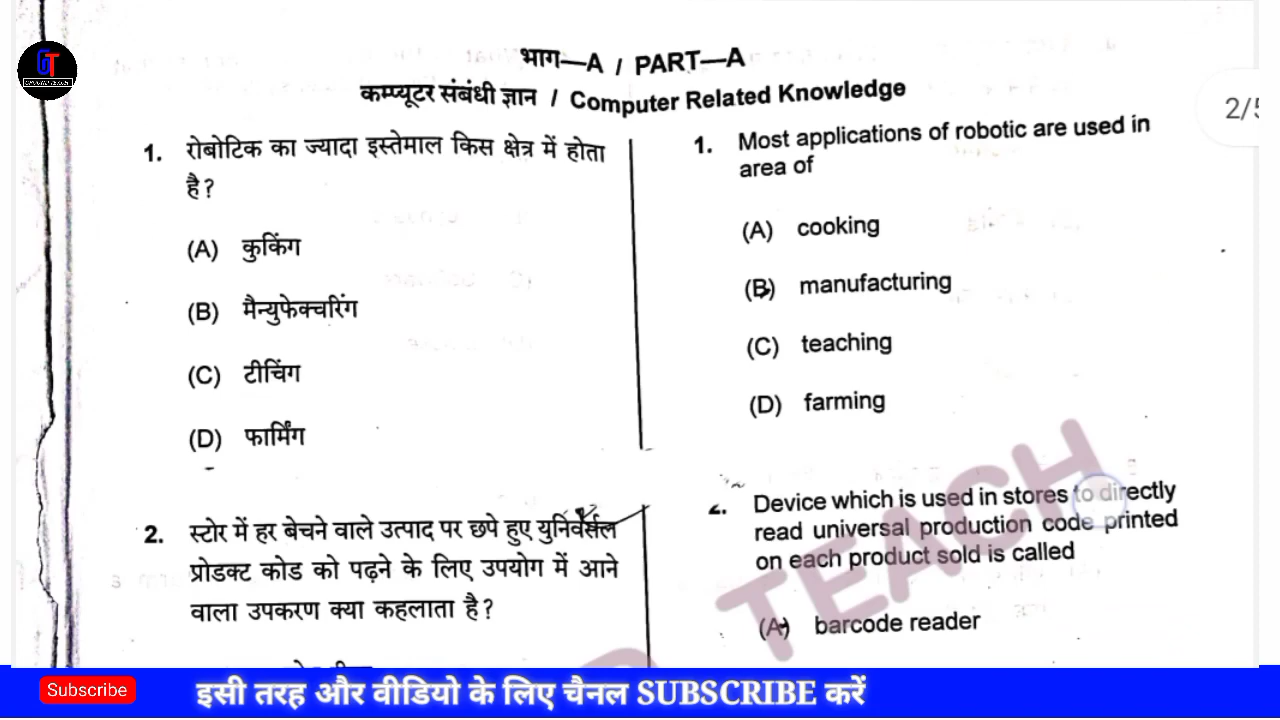 भाग—A / PART—A
कम्प्यूटर संबंधी ज्ञान / Computer Related Knowledge
2/5
1. रोबोटिक का ज्यादा इस्तेमाल किस क्षेत्र में होता
है?
(A) कुकिंग
(B) मैन्युफेक्चरिंग
(C) टीचिंग
(D) फार्मिंग
2. स्टोर में हर बेचने वाले उत्पाद पर छपे हुए युनिवर्सल
प्रोडक्ट कोड को पढ़ने के लिए उपयोग में आने
वाला उपकरण क्या कहलाता है?
1. Most applications of robotic are used in
area of
(A) cooking
(B) manufacturing
(C) teaching
(D) farming
2. Device which is used in stores to directly
read universal production code printed
on each product sold is called
(A) barcode reader
TEACH
GT
Subscribe
इसी तरह और वीडियो के लिए चैनल SUBSCRIBE करें